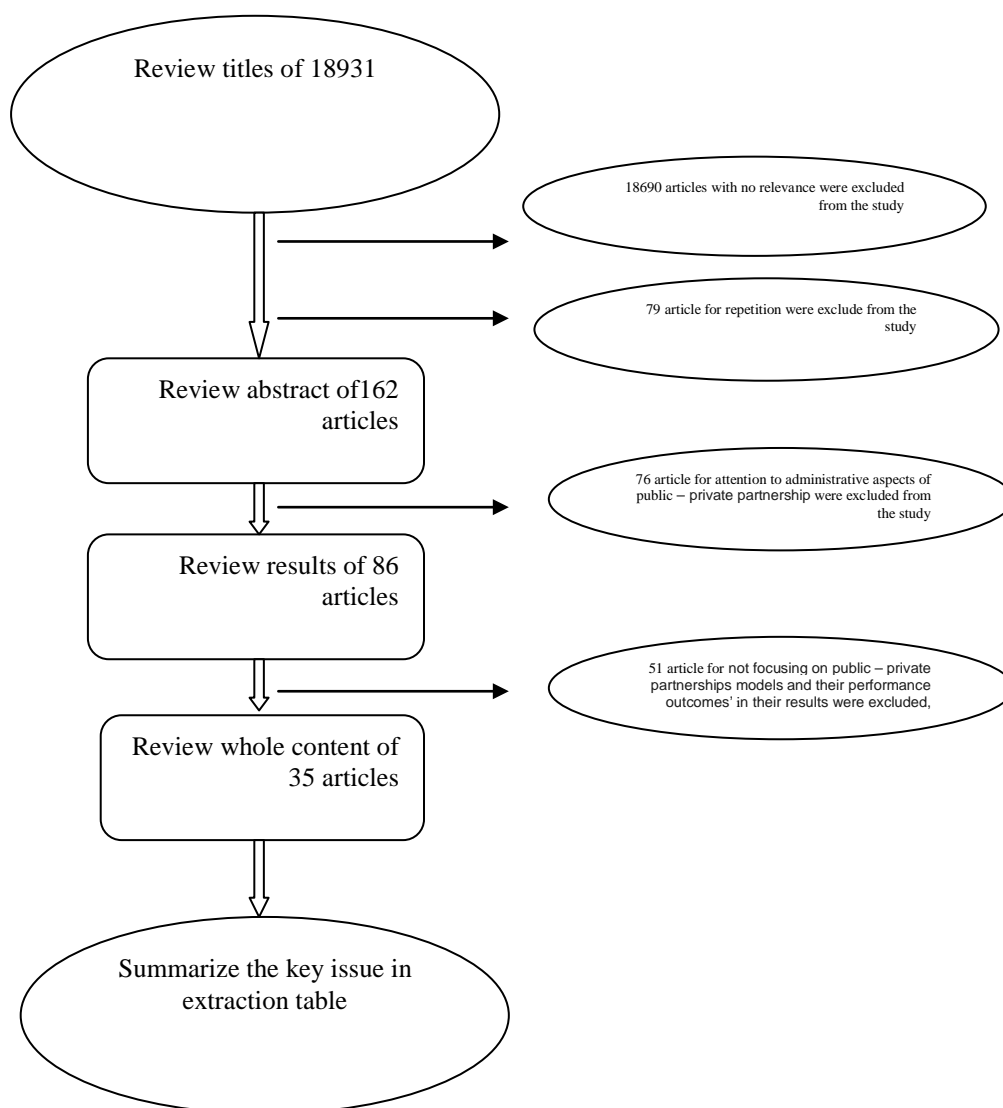 Review titles of 18931
18690 articles with no relevance were excluded
from the study
79 article for repetition were exclude from the
study
Review abstract of162
articles
76 article for attention to administrative aspects of
public – private partnership were excluded from
the study
Review results of 86
articles
51 article for not focusing on public – private
partnerships models and their performance
outcomes' in their results were excluded,
Review whole content of
35 articles
Summarize the key issue in
extraction table